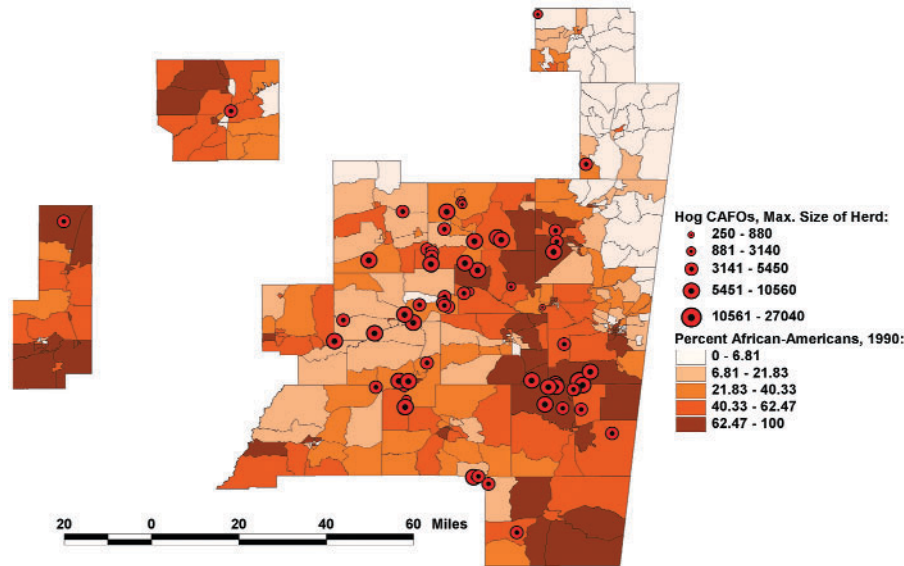 Hog CAFOs, Max. Size of Herd:
250 - 880
881 - 3140
3141 - 5450
5451 - 10560
10561 - 27040
Percent African-Americans, 1990:
0 - 6.81
6.81 - 21.83
21.83 - 40.33
40.33 - 62.47
62.47 - 100
20 0 20 40 60 Miles